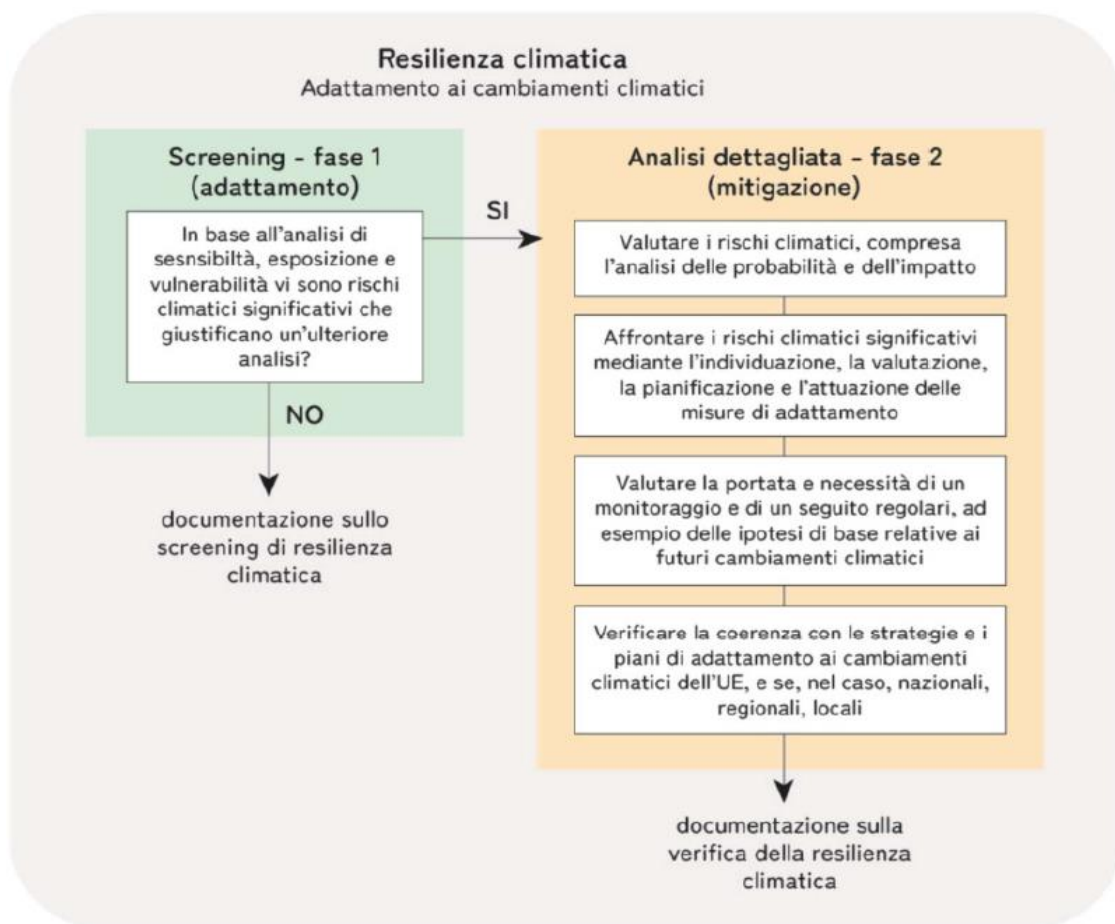 Resilienza climatica
Adattamento ai cambiamenti climatici
Screening - fase 1
(adattamento)
In base all'analisi di
sesnsibiltà, esposizione e
vulnerabilità vi sono rischi
climatici significativi che
giustificano un'ulteriore
analisi?
SI
NO
documentazione sullo
screening di resilienza
climatica
Analisi dettagliata - fase 2
(mitigazione)
Valutare i rischi climatici, compresa
l'analisi delle probabilità e dell'impatto
Affrontare i rischi climatici significativi
mediante l'individuazione, la valutazione,
la pianificazione e l'attuazione delle
misure di adattamento
Valutare la portata e necessità di un
monitoraggio e di un seguito regolari, ad
esempio delle ipotesi di base relative ai
futuri cambiamenti climatici
Verificare la coerenza con le strategie e i
piani di adattamento ai cambiamenti
climatici dell'UE, e se, nel caso, nazionali,
regionali, locali
documentazione sulla
verifica della resilienza
climatica